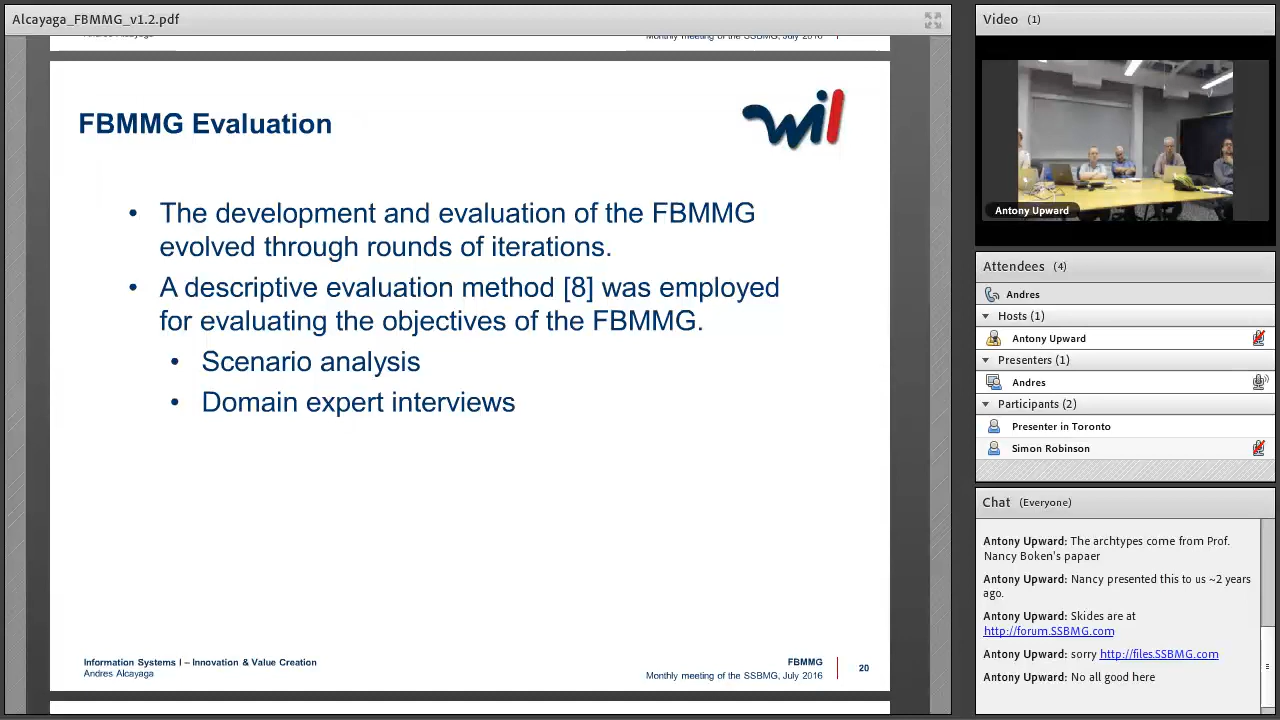 Alcayaga_FBMMG_v1.2.pdf
Andres Alcayaga
Monthly meeting of the SSBMG, July 2016
FBMMG Evaluation
wil
• The development and evaluation of the FBMMG
evolved through rounds of iterations.
• A descriptive evaluation method [8] was employed
for evaluating the objectives of the FBMMG.
• Scenario analysis
• Domain expert interviews
Information Systems I – Innovation & Value Creation
Andres Alcayaga
FBMMG
Monthly meeting of the SSBMG, July 2016
20
Video (1)
Antony Upward
Attendees (4)
Andres
Hosts (1)
Antony Upward
Presenters (1)
Andres
Participants (2)
Presenter in Toronto
Simon Robinson
Chat (Everyone)
Antony Upward: The archtypes come from Prof.
Nancy Boken's papaer
Antony Upward: Nancy presented this to us ~2 years
ago.
Antony Upward: Skides are at
http://forum.SSBMG.com
Antony Upward: sorry http://files.SSBMG.com
Antony Upward: No all good here